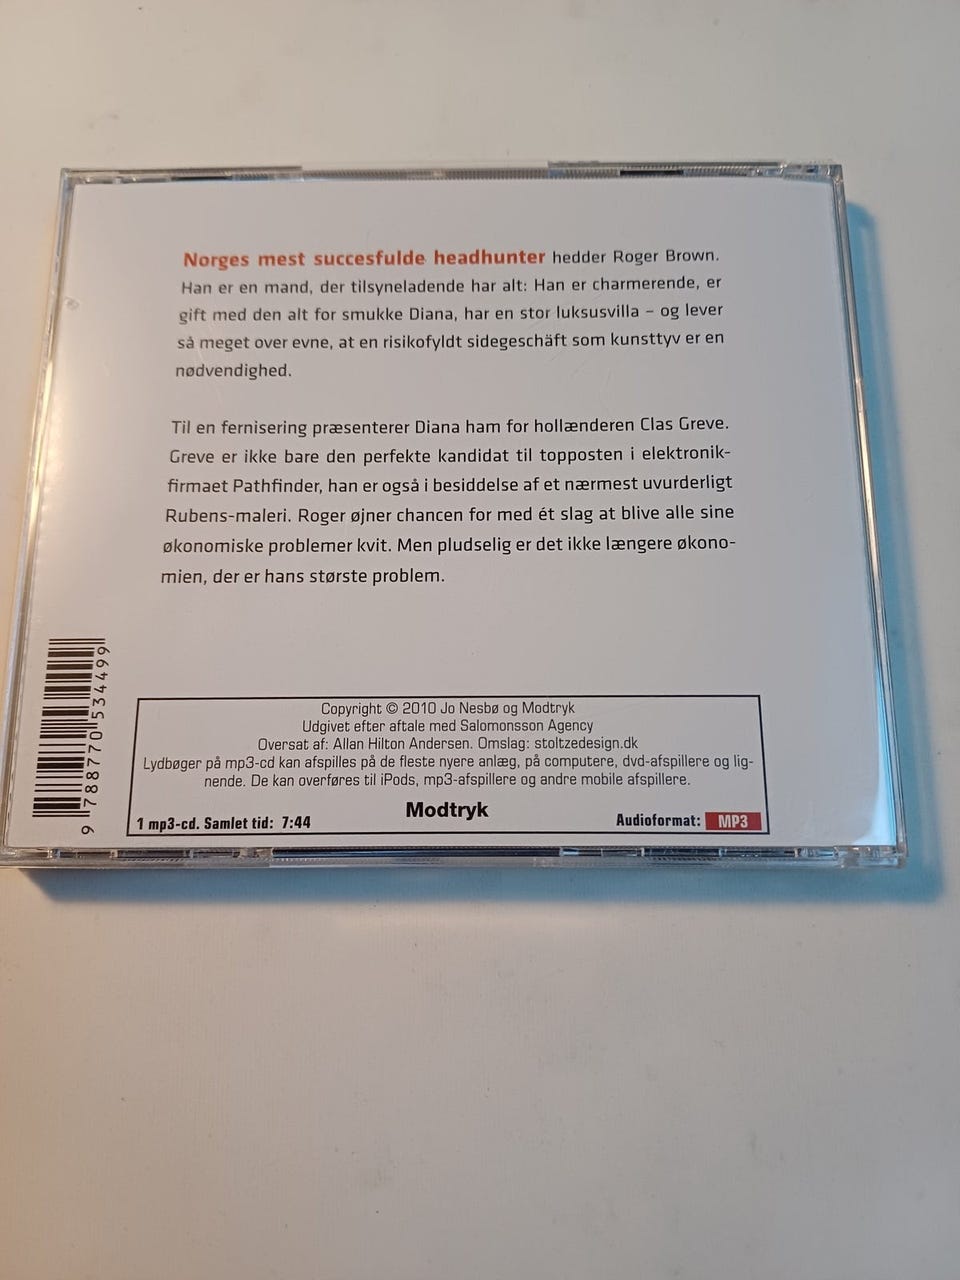 Norges mest succesfulde headhunter hedder Roger Brown.
Han er en mand, der tilsyneladende har alt: Han er charmerende, er
gift med den alt for smukke Diana, har en stor luksusvilla – og lever
så meget over evne, at en risikofyldt sidegeschäft som kunsttyv er en
nødvendighed.
Til en fernisering præsenterer Diana ham for hollænderen Clas Greve.
Greve er ikke bare den perfekte kandidat til topposten i elektronik-
firmaet Pathfinder, han er også i besiddelse af et nærmest uvurderligt
Rubens-maleri. Roger øjner chancen for med ét slag at blive alle sine
økonomiske problemer kvit. Men pludselig er det ikke længere økono-
mien, der er hans største problem.
9 788770 534499
Copyright © 2010 Jo Nesbø og Modtryk
Udgivet efter aftale med Salomonsson Agency
Oversat af: Allan Hilton Andersen. Omslag: stoltzedesign.dk
Lydbøger på mp3-cd kan afspilles på de fleste nyere anlæg, på computere, dvd-afspillere og lig-
nende. De kan overføres til iPods, mp3-afspillere og andre mobile afspillere.
Modtryk
1 mp3-cd. Samlet tid: 7:44
Audioformat: MP3